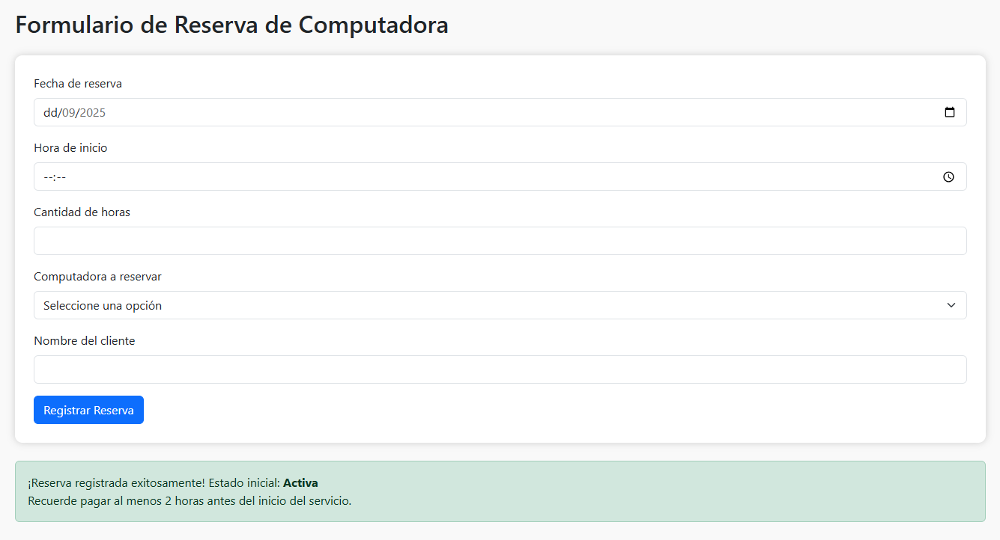 Formulario de Reserva de Computadora
Fecha de reserva
dd/09/2025
Hora de inicio
--:--
Cantidad de horas
Computadora a reservar
Seleccione una opción
Nombre del cliente
Registrar Reserva
¡Reserva registrada exitosamente! Estado inicial: Activa
Recuerde pagar al menos 2 horas antes del inicio del servicio.